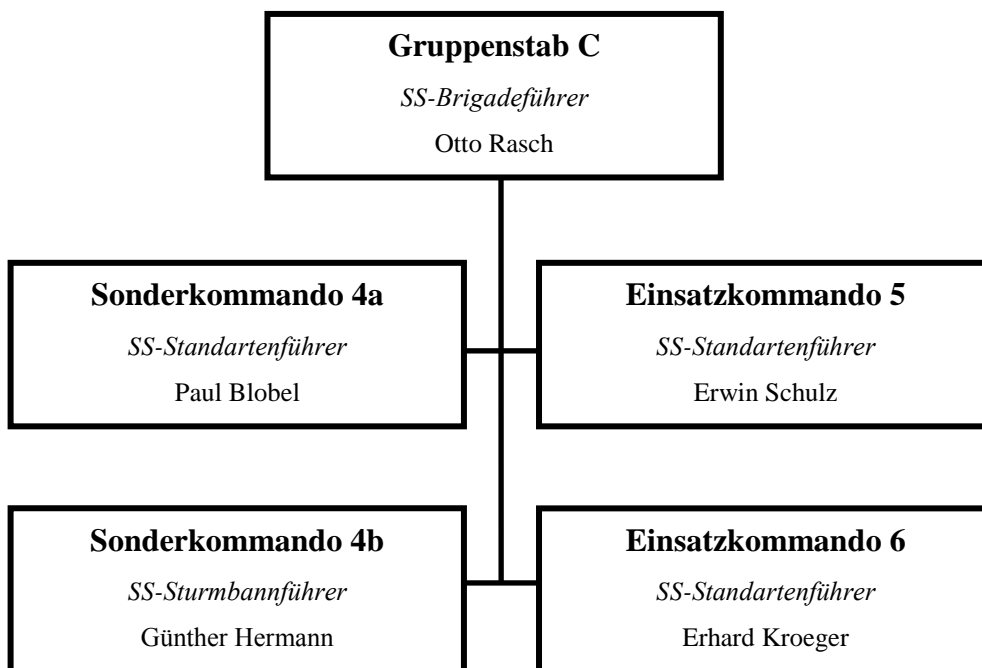 Gruppenstab C
SS-Brigadeführer
Otto Rasch
Sonderkommando 4a
SS-Standartenführer
Paul Blobel
Einsatzkommando 5
SS-Standartenführer
Erwin Schulz
Sonderkommando 4b
SS-Sturmbannführer
Günther Hermann
Einsatzkommando 6
SS-Standartenführer
Erhard Kroeger